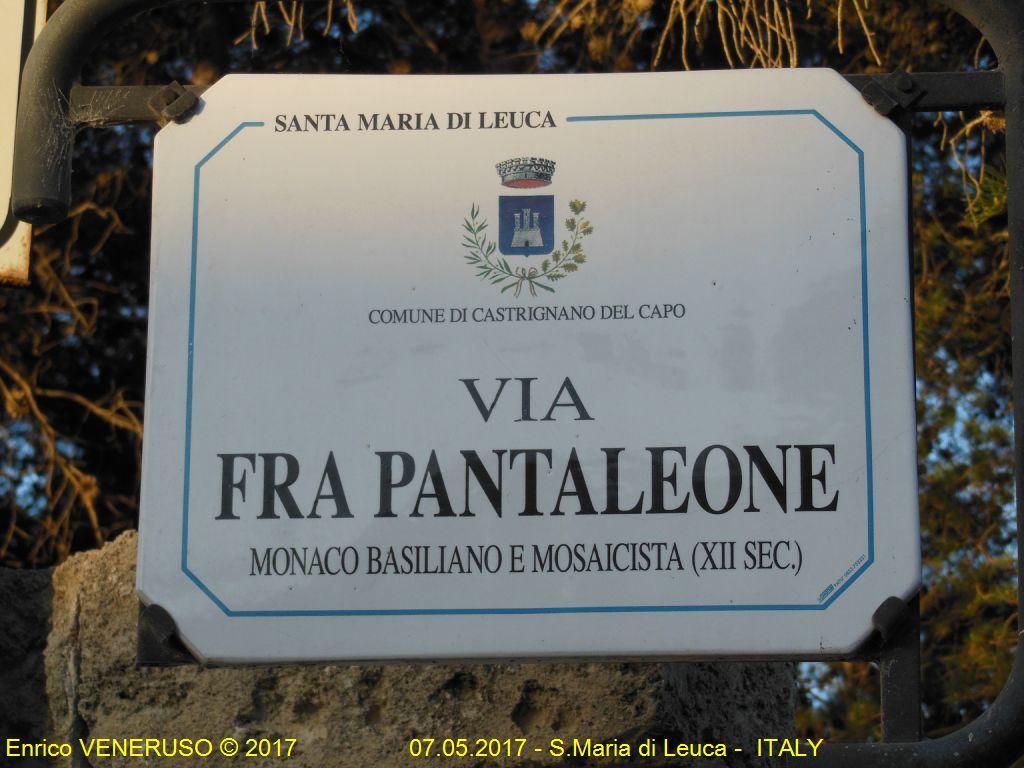 SANTA MARIA DI LEUCA
COMUNE DI CASTRIGNANO DEL CAPO
VIA
FRA PANTALEONE
MONACO BASILIANO E MOSAICISTA (XII SEC.)
Enrico VENERUSO © 2017 07.05.2017 - S.Maria di Leuca - ITALY